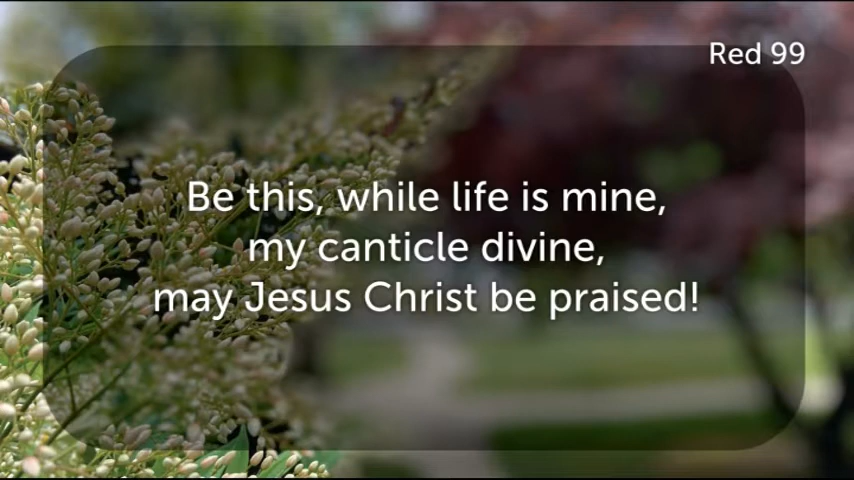 Red 99
Be this, while life is mine,
my canticle divine,
may Jesus Christ be praised!